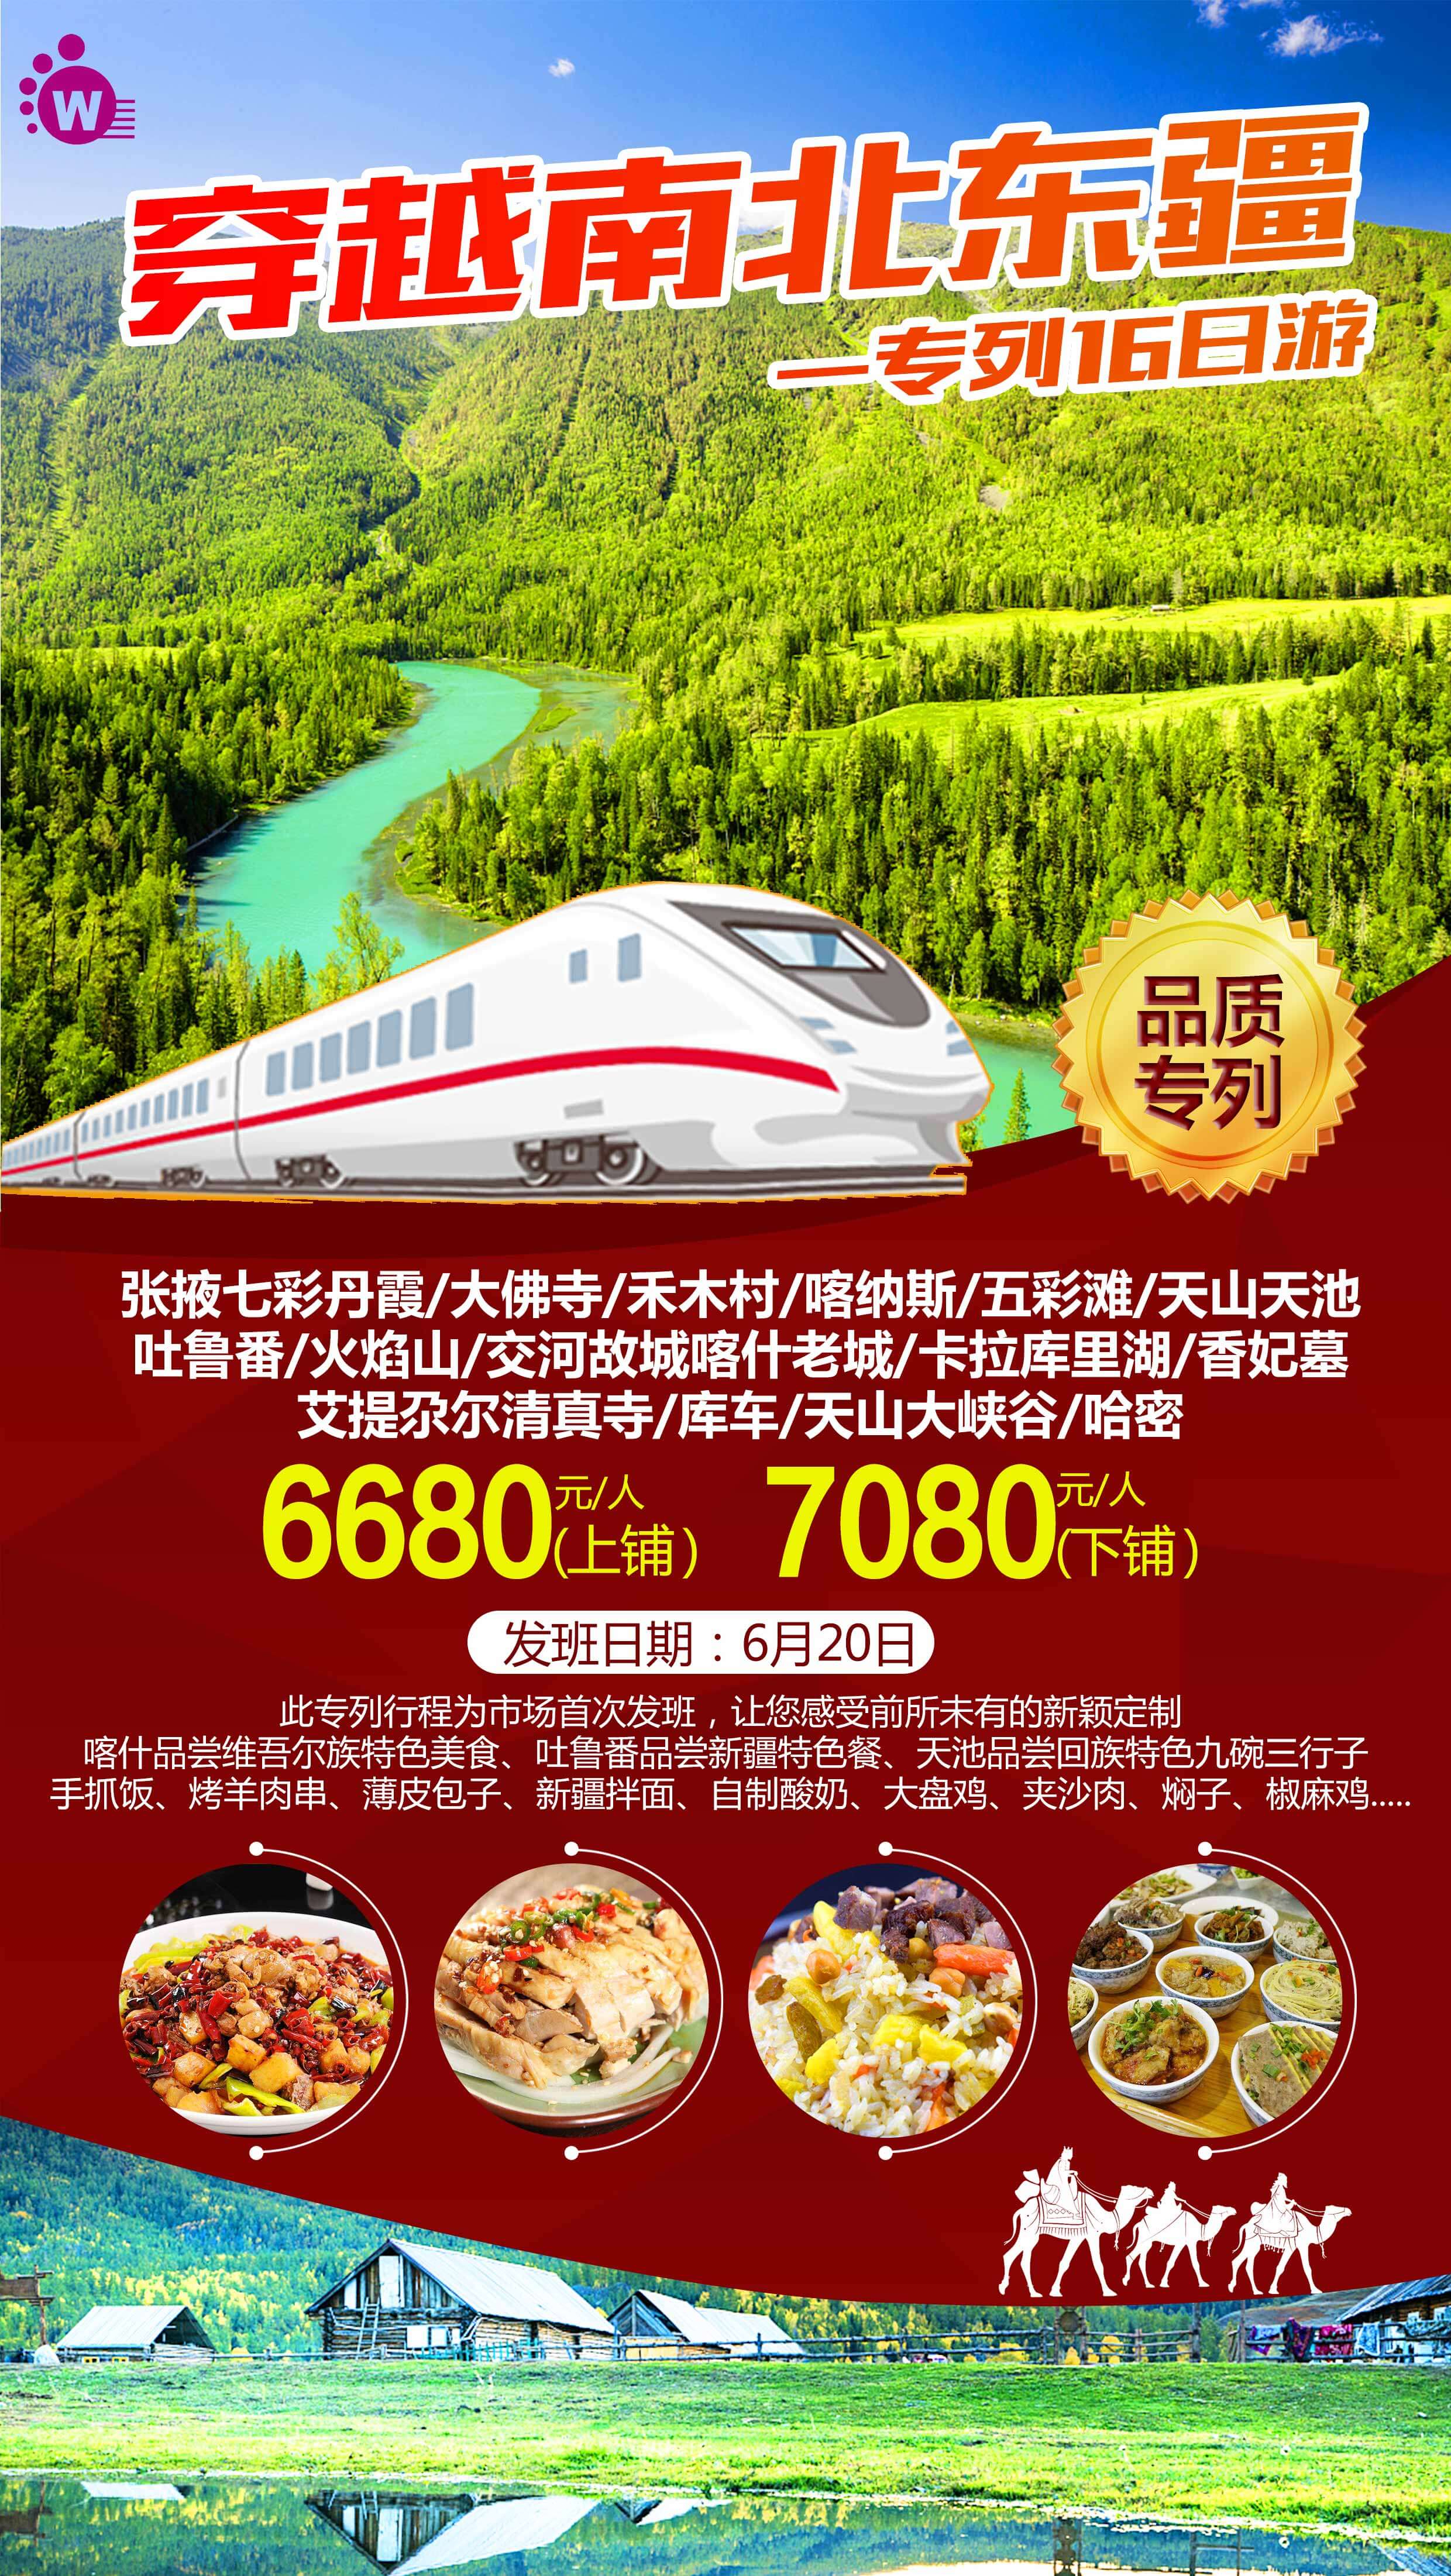 W
穿越南北东疆
—专列16日游
品质
专列
张掖七彩丹霞/大佛寺/禾木村/喀纳斯/五彩滩/天山天池
吐鲁番/火焰山/交河故城喀什老城/卡拉库里湖/香妃墓
艾提尕尔清真寺/库车/天山大峡谷/哈密
6680元/人(上铺) 7080元/人(下铺)
发班日期：6月20日
此专列行程为市场首次发班，让您感受前所未有的新颖定制
喀什品尝维吾尔族特色美食、吐鲁番品尝新疆特色餐、天池品尝回族特色九碗三行子
手抓饭、烤羊肉串、薄皮包子、新疆拌面、自制酸奶、大盘鸡、夹沙肉、焖子、椒麻鸡.....